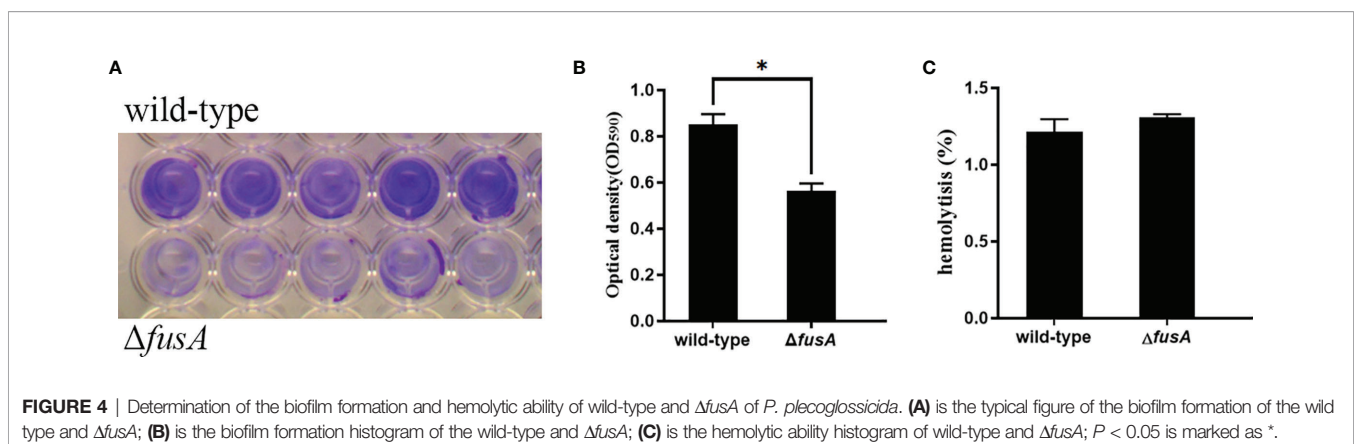 A
wild-type
ΔfusA
B
*
Optical density(OD590)
1.0
0.8
0.6
0.4
0.2
0.0
wild-type
ΔfusA
C
hemolytisis (%)
1.5
1.0
0.5
0.0
wild-type
ΔfusA
FIGURE 4 | Determination of the biofilm formation and hemolytic ability of wild-type and ΔfusA of P. plecoglossicida. (A) is the typical figure of the biofilm formation of the wild
type and ΔfusA; (B) is the biofilm formation histogram of the wild-type and ΔfusA; (C) is the hemolytic ability histogram of wild-type and ΔfusA; P < 0.05 is marked as *.